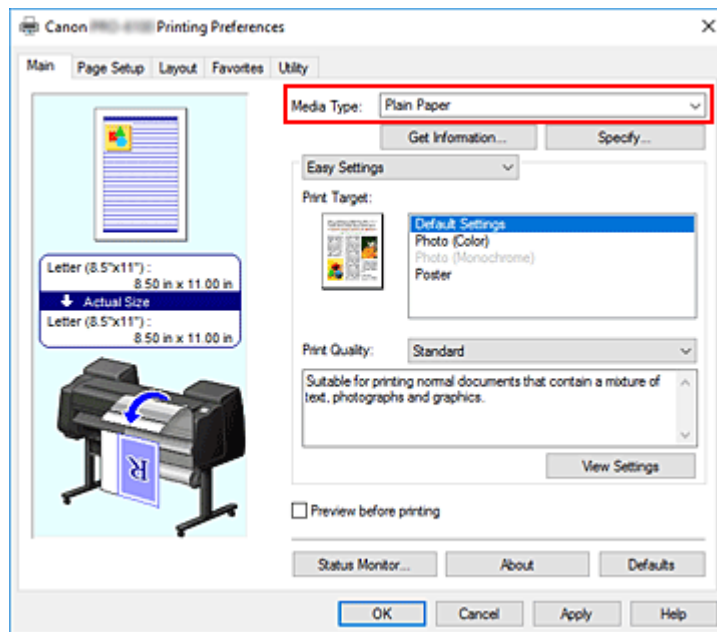 Canon Printing Preferences
Main Page Setup Layout Favorites Utility
Media Type: Plain Paper
Get Information... Specify...
Easy Settings
Print Target:
Default Settings
Photo (Color)
Photo (Monochrome)
Poster
Letter (8.5"x11") :
8.50 in x 11.00 in
Actual Size
Letter (8.5"x11") :
8.50 in x 11.00 in
R
Print Quality: Standard
Suitable for printing normal documents that contain a mixture of
text, photographs and graphics.
View Settings
Preview before printing
Status Monitor... About Defaults
OK Cancel Apply Help